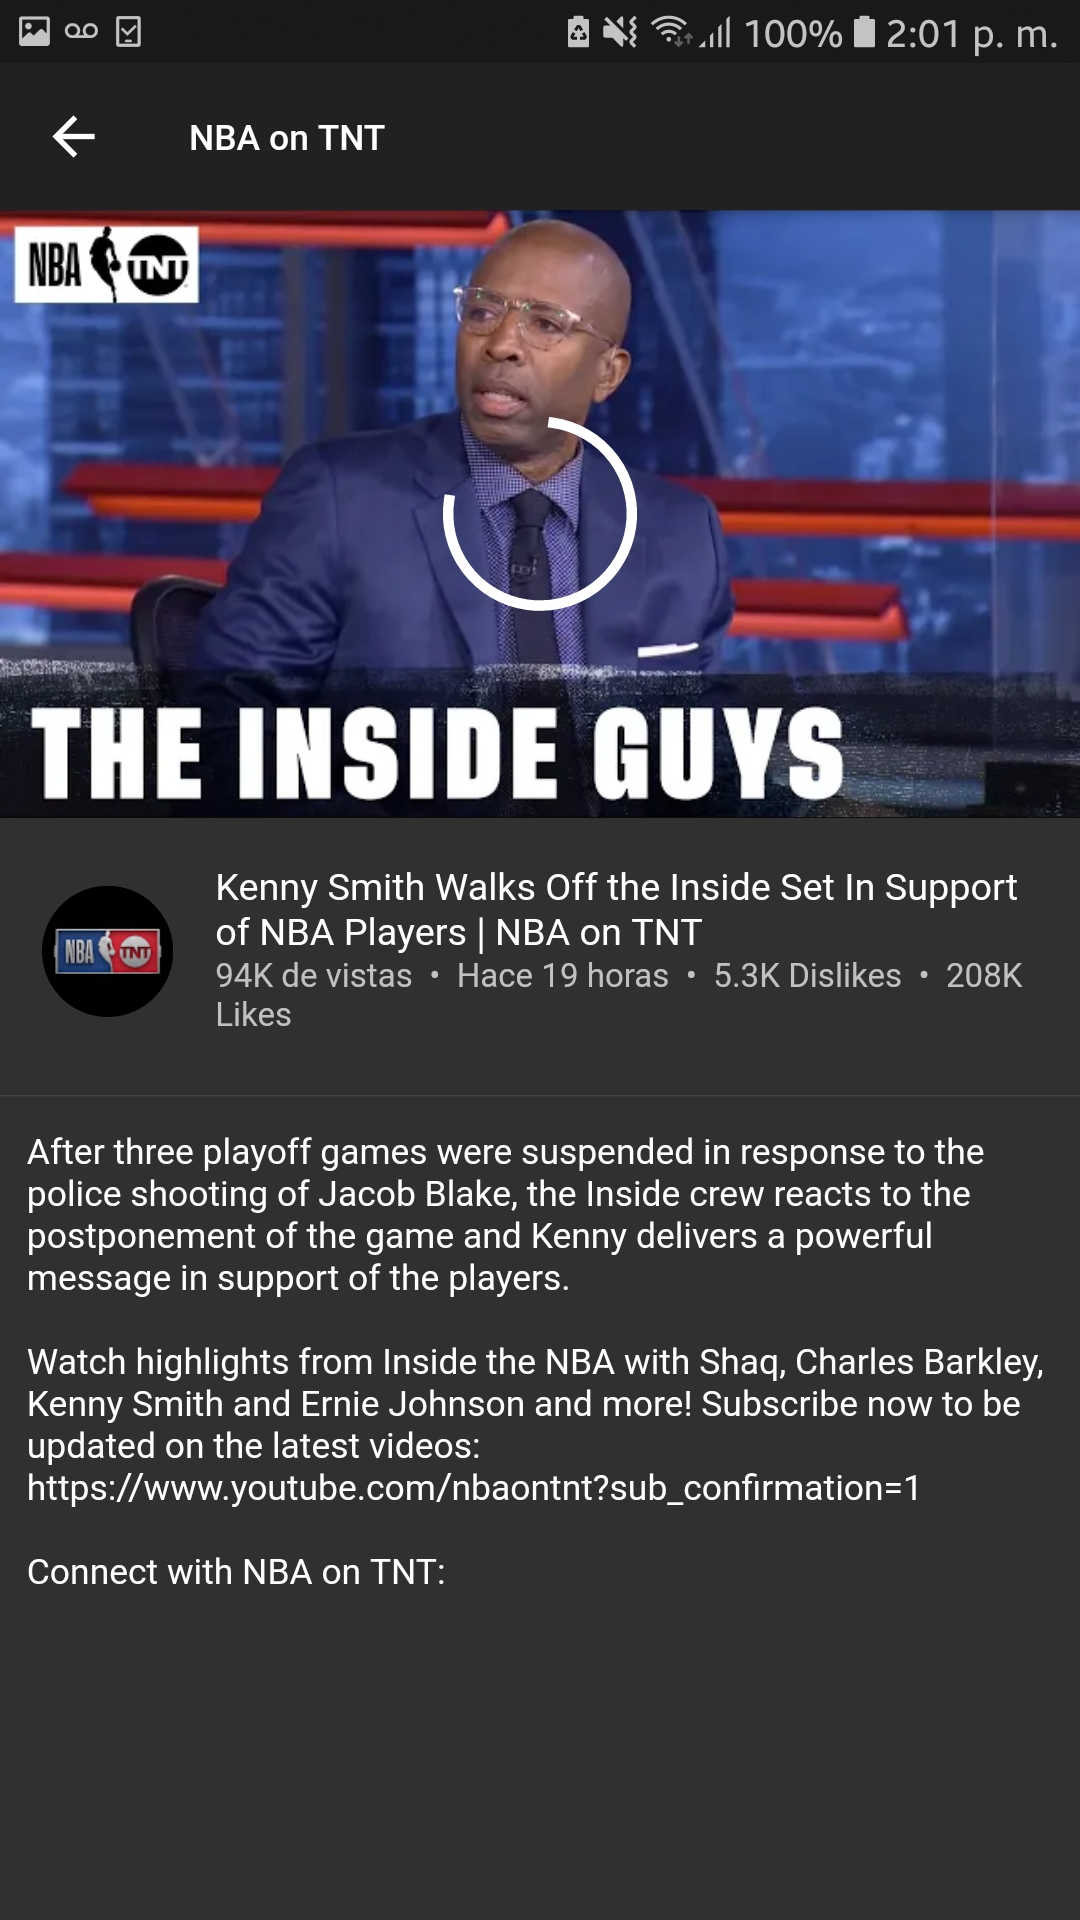 100% 2:01 p. m.
NBA on TNT
NBA TNT
THE INSIDE GUYS
Kenny Smith Walks Off the Inside Set In Support
of NBA Players | NBA on TNT
94K de vistas • Hace 19 horas • 5.3K Dislikes • 208K
Likes
NBA TNT
After three playoff games were suspended in response to the
police shooting of Jacob Blake, the Inside crew reacts to the
postponement of the game and Kenny delivers a powerful
message in support of the players.
Watch highlights from Inside the NBA with Shaq, Charles Barkley,
Kenny Smith and Ernie Johnson and more! Subscribe now to be
updated on the latest videos:
https://www.youtube.com/nbaontnt?sub_confirmation=1
Connect with NBA on TNT: